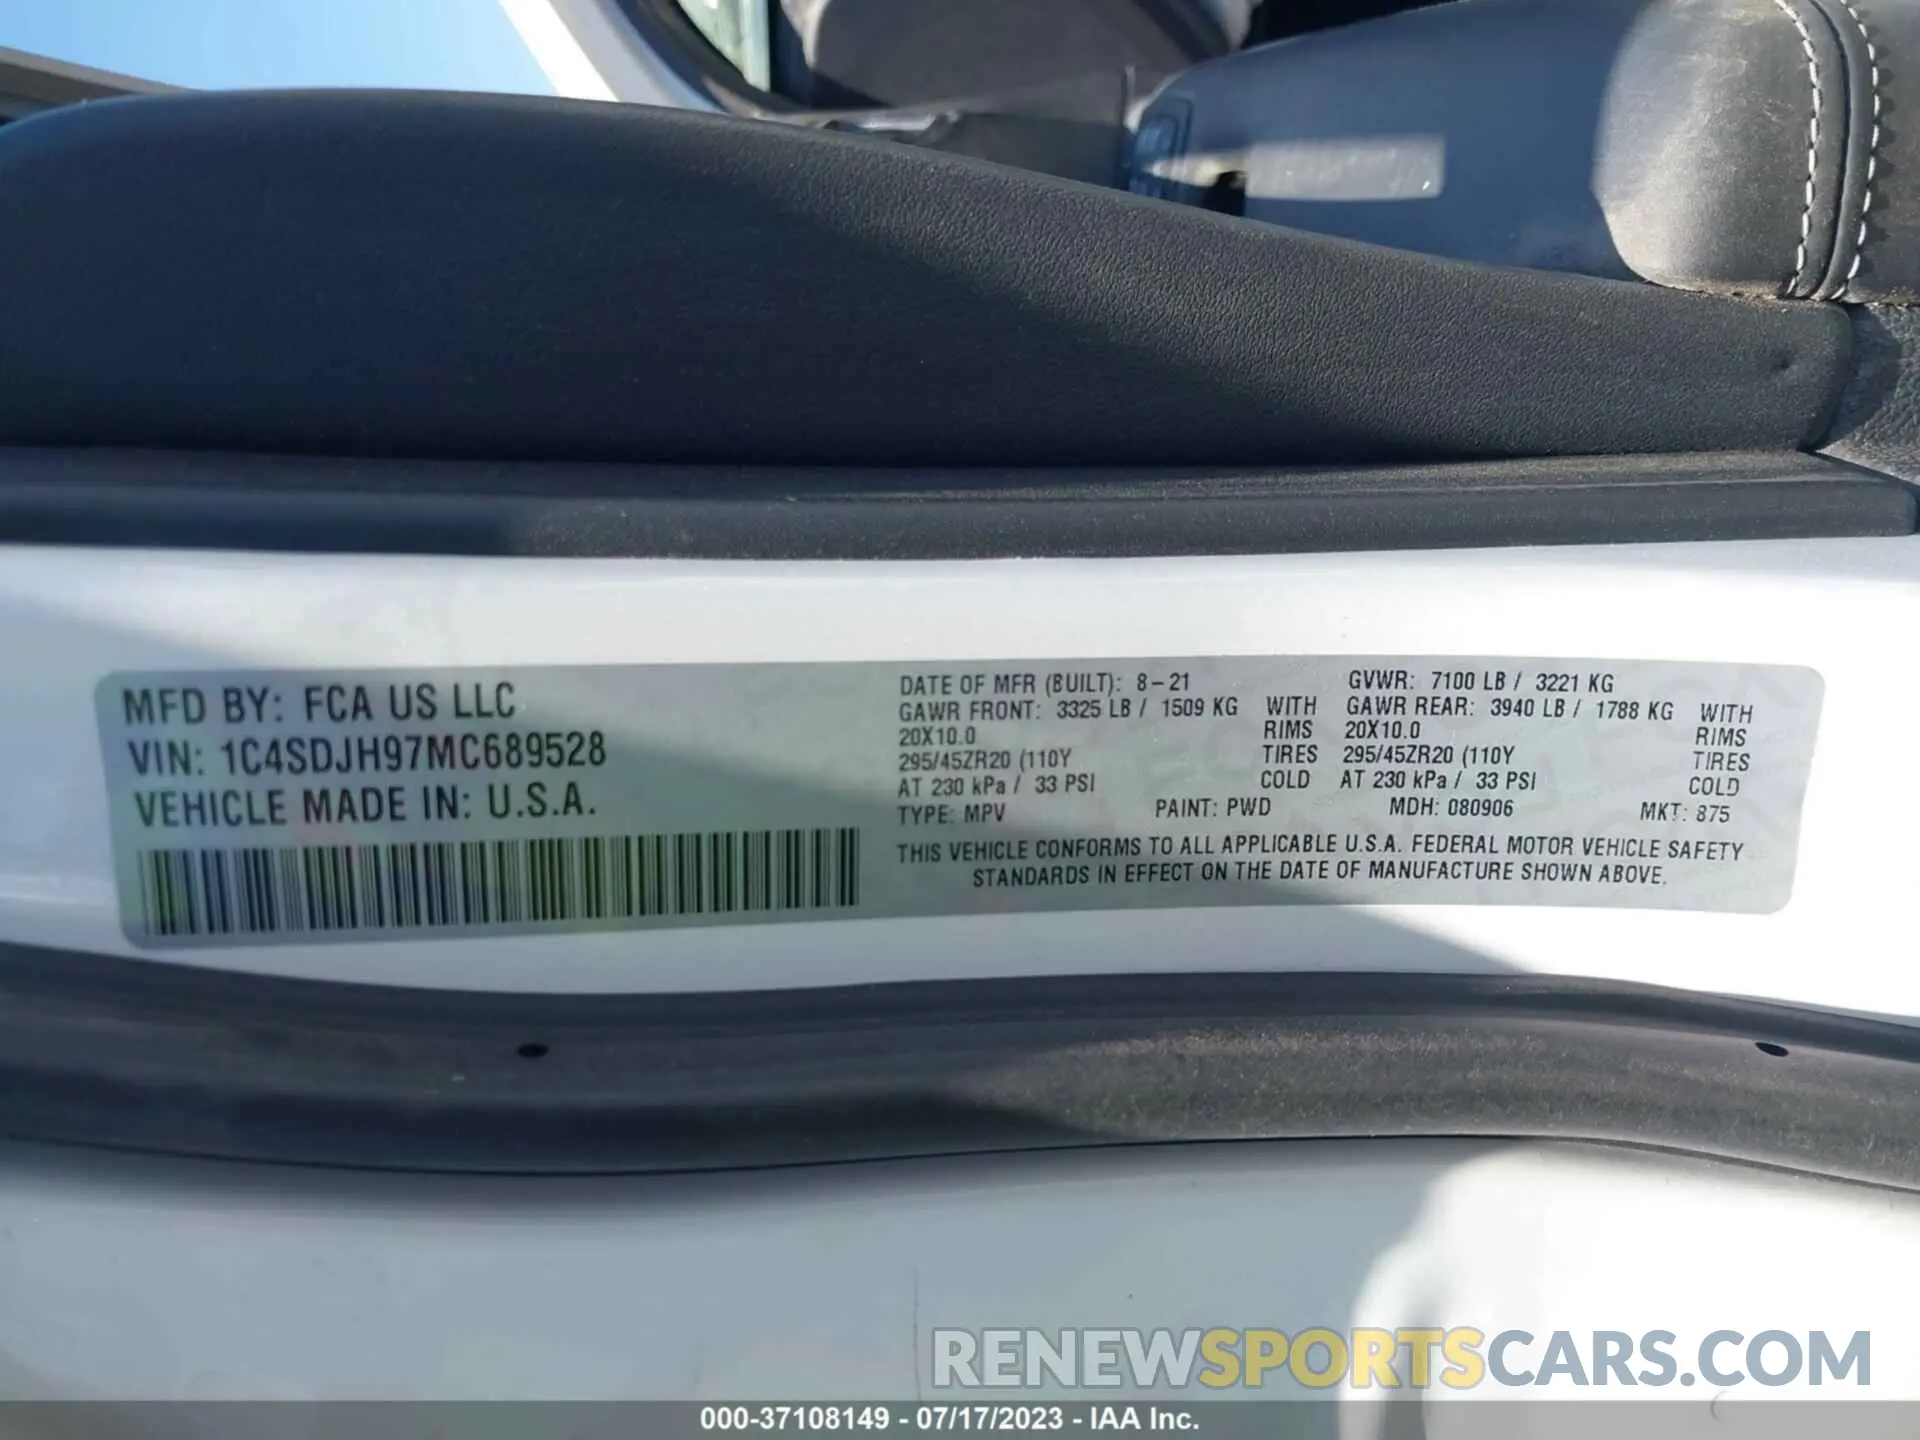 MFD BY: FCA US LLC
VIN: 1C4SDJH97MC689528
VEHICLE MADE IN: U.S.A.
DATE OF MFR (BUILT): 8-21
GVWR: 7100 LB / 3221 KG
GAWR FRONT: 3325 LB / 1509 KG WITH
20X10.0 RIMS
295/45ZR20 (110Y TIRES
AT 230 kPa / 33 PSI COLD
GAWR REAR: 3940 LB / 1788 KG WITH
20X10.0 RIMS
295/45ZR20 (110Y TIRES
AT 230 kPa / 33 PSI COLD
TYPE: MPV PAINT: PWD MDH: 080906 MKT: 875
THIS VEHICLE CONFORMS TO ALL APPLICABLE U.S.A. FEDERAL MOTOR VEHICLE SAFETY
STANDARDS IN EFFECT ON THE DATE OF MANUFACTURE SHOWN ABOVE.
RENEWSPORTSCARS.COM
000-37108149 - 07/17/2023 - IAA Inc.